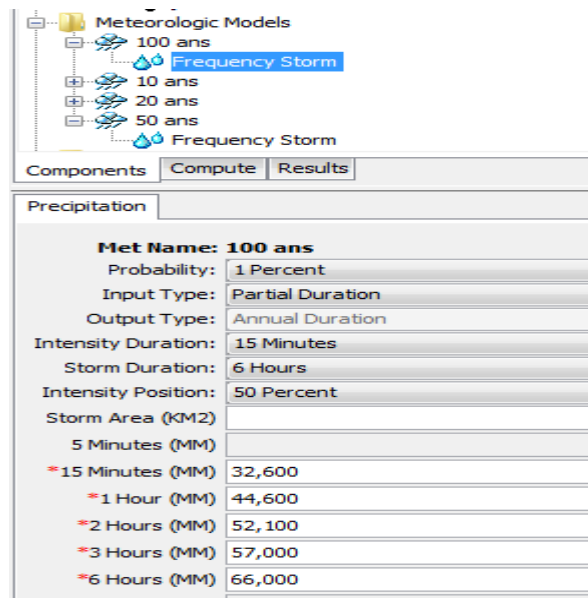 Meteorologic Models
100 ans
Frequency Storm
10 ans
20 ans
50 ans
Frequency Storm
Components Compute Results
Precipitation
Met Name: 100 ans
Probability: 1 Percent
Input Type: Partial Duration
Output Type: Annual Duration
Intensity Duration: 15 Minutes
Storm Duration: 6 Hours
Intensity Position: 50 Percent
Storm Area (KM2)
5 Minutes (MM)
*15 Minutes (MM) 32,600
*1 Hour (MM) 44,600
*2 Hours (MM) 52,100
*3 Hours (MM) 57,000
*6 Hours (MM) 66,000